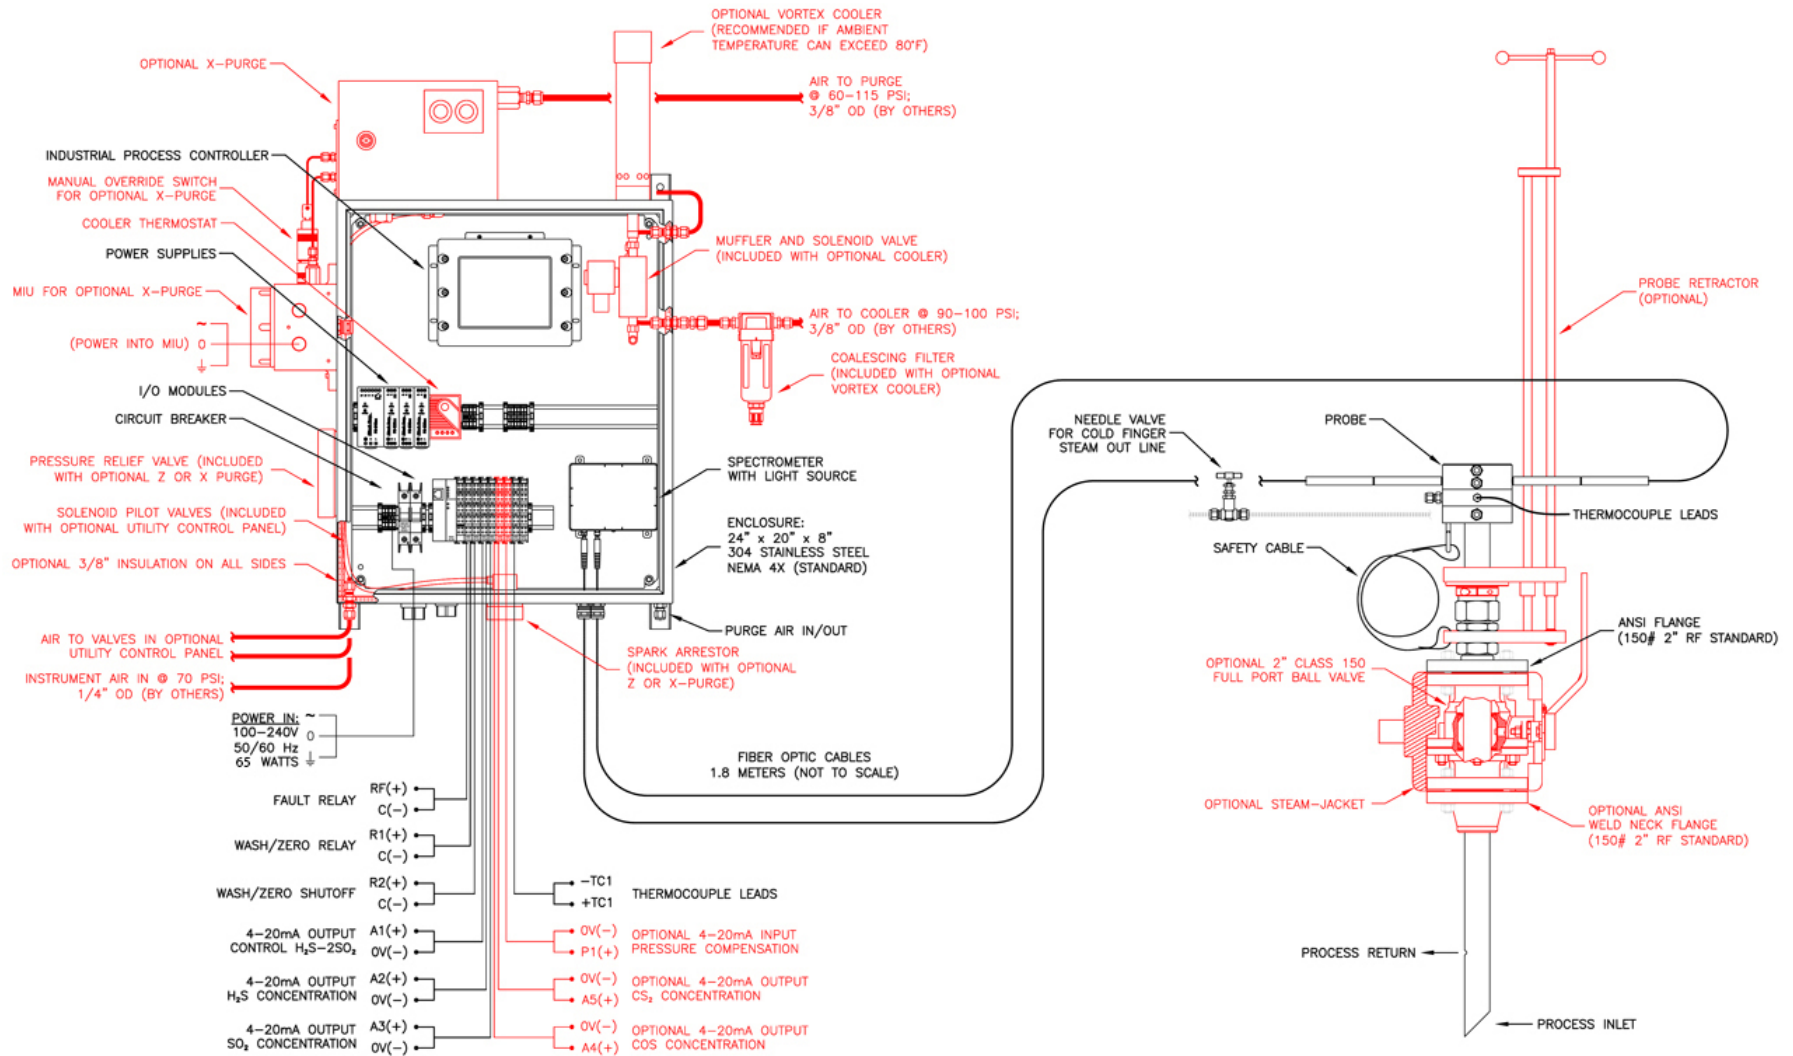 OPTIONAL VORTEX COOLER
(RECOMMENDED IF AMBIENT
TEMPERATURE CAN EXCEED 80°F)
OPTIONAL X-PURGE
AIR TO PURGE
@ 60-115 PSI;
3/8" OD (BY OTHERS)
INDUSTRIAL PROCESS CONTROLLER
MANUAL OVERRIDE SWITCH
FOR OPTIONAL X-PURGE
COOLER THERMOSTAT
POWER SUPPLIES
MIU FOR OPTIONAL X-PURGE
~
(POWER INTO MIU) 0
I/O MODULES
CIRCUIT BREAKER
PRESSURE RELIEF VALVE (INCLUDED
WITH OPTIONAL Z OR X PURGE)
SOLENOID PILOT VALVES (INCLUDED
WITH OPTIONAL UTILITY CONTROL PANEL)
OPTIONAL 3/8" INSULATION ON ALL SIDES
AIR TO VALVES IN OPTIONAL
UTILITY CONTROL PANEL
INSTRUMENT AIR IN @ 70 PSI;
1/4" OD (BY OTHERS)
POWER IN: ~
100-240V 0
50/60 Hz
65 WATTS
MUFFLER AND SOLENOID VALVE
(INCLUDED WITH OPTIONAL COOLER)
AIR TO COOLER @ 90-100 PSI;
3/8" OD (BY OTHERS)
COALESCING FILTER
(INCLUDED WITH OPTIONAL
VORTEX COOLER)
SPECTROMETER
WITH LIGHT SOURCE
ENCLOSURE:
24" x 20" x 8"
304 STAINLESS STEEL
NEMA 4X (STANDARD)
PURGE AIR IN/OUT
SPARK ARRESTOR
(INCLUDED WITH OPTIONAL
Z OR X-PURGE)
FIBER OPTIC CABLES
1.8 METERS (NOT TO SCALE)
PROBE RETRACTOR
(OPTIONAL)
NEEDLE VALVE
FOR COLD FINGER
STEAM OUT LINE
PROBE
THERMOCOUPLE LEADS
SAFETY CABLE
ANSI FLANGE
(150# 2" RF STANDARD)
OPTIONAL 2" CLASS 150
FULL PORT BALL VALVE
OPTIONAL STEAM-JACKET
OPTIONAL ANSI
WELD NECK FLANGE
(150# 2" RF STANDARD)
PROCESS RETURN
PROCESS INLET
FAULT RELAY
RF(+)
C(-)
WASH/ZERO RELAY
R1(+)
C(-)
WASH/ZERO SHUTOFF
R2(+)
C(-)
4-20mA OUTPUT
CONTROL H₂S-2SO₂
A1(+)
0V(-)
4-20mA OUTPUT
H₂S CONCENTRATION
A2(+)
0V(-)
4-20mA OUTPUT
SO₂ CONCENTRATION
A3(+)
0V(-)
-TC1
+TC1
THERMOCOUPLE LEADS
0V(-)
P1(+)
OPTIONAL 4-20mA INPUT
PRESSURE COMPENSATION
0V(-)
A5(+)
OPTIONAL 4-20mA OUTPUT
CS₂ CONCENTRATION
0V(-)
A4(+)
OPTIONAL 4-20mA OUTPUT
COS CONCENTRATION